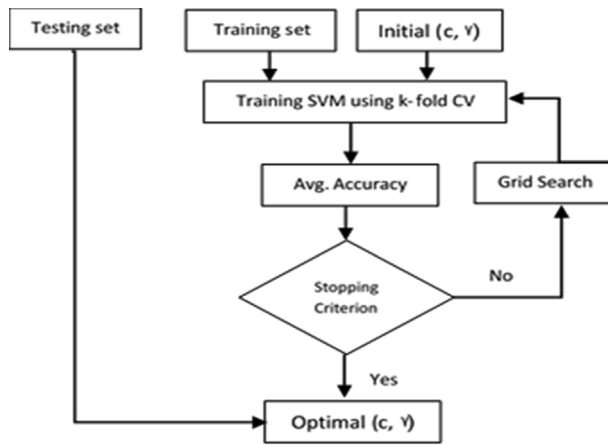 Testing set
Training set
Initial (c, γ)
Training SVM using k- fold CV
Avg. Accuracy
Grid Search
Stopping
Criterion
No
Yes
Optimal (c, γ)